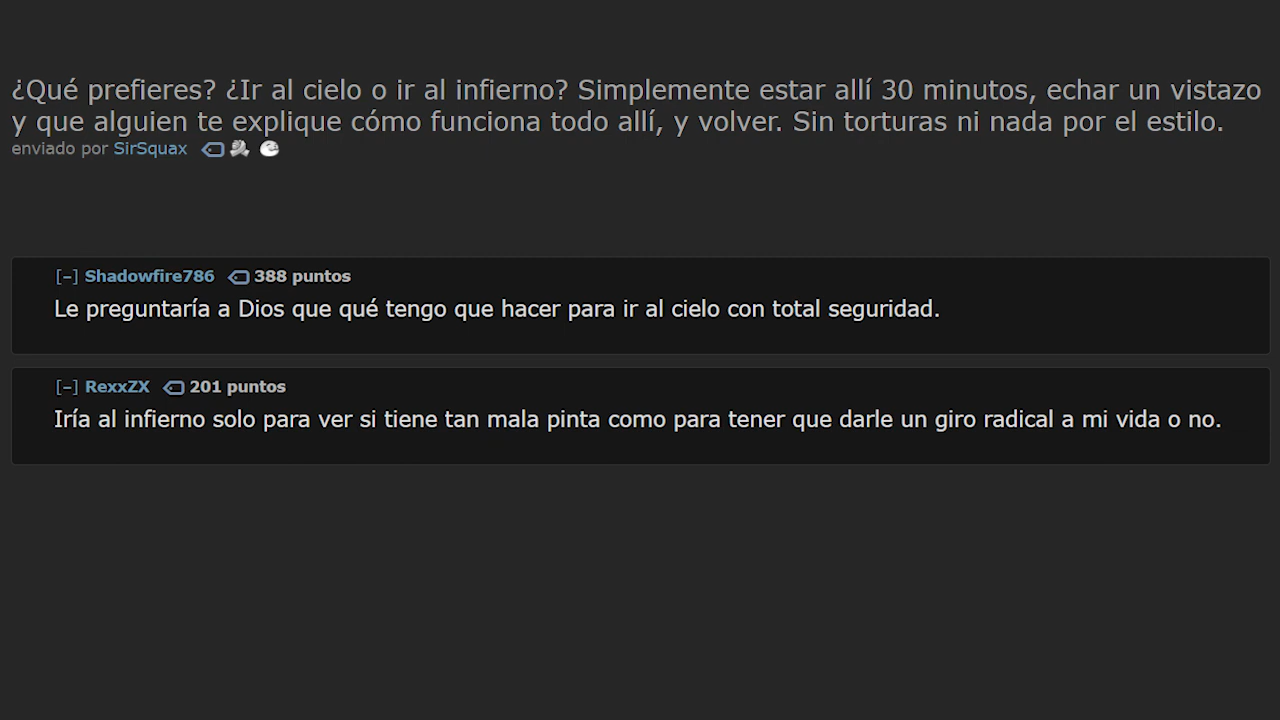 ¿Qué prefieres? ¿Ir al cielo o ir al infierno? Simplemente estar allí 30 minutos, echar un vistazo
y que alguien te explique cómo funciona todo allí, y volver. Sin torturas ni nada por el estilo.
enviado por SirSquax
[–] Shadowfire786 388 puntos
Le preguntaría a Dios que qué tengo que hacer para ir al cielo con total seguridad.
[–] RexxZX 201 puntos
Iría al infierno solo para ver si tiene tan mala pinta como para tener que darle un giro radical a mi vida o no.